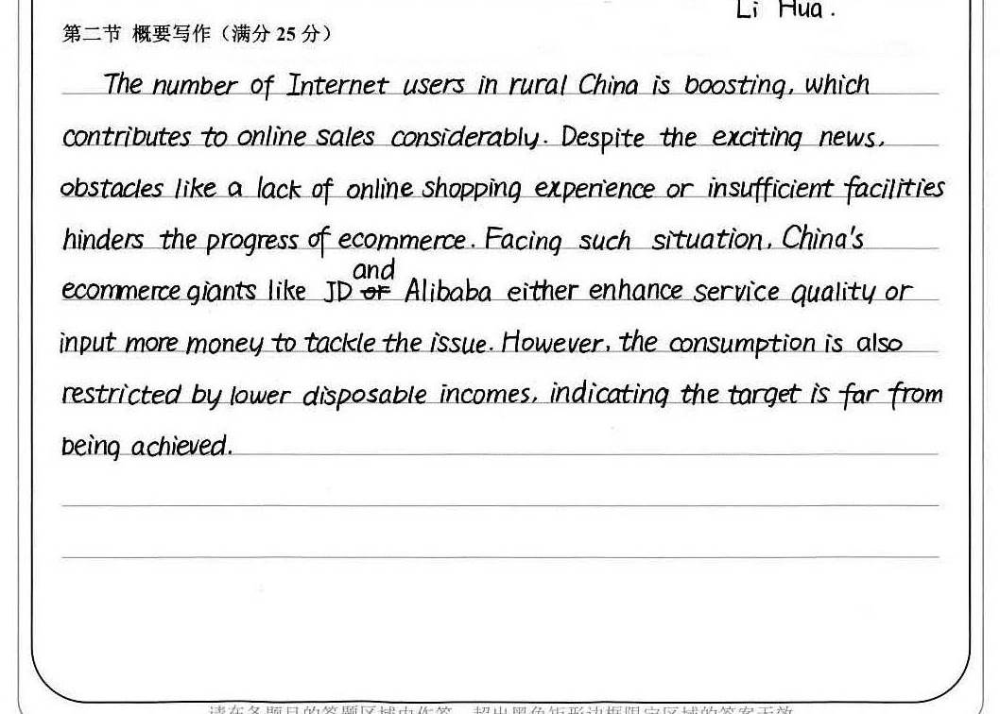 Li Hua.
第二节 概要写作（满分 25 分）
The number of Internet users in rural China is boosting, which
contributes to online sales considerably. Despite the exciting news,
obstacles like a lack of online shopping experience or insufficient facilities
hinders the progress of ecommerce. Facing such situation, China's
and
ecommerce giants like JD or Alibaba either enhance service quality or
input more money to tackle the issue. However, the consumption is also
restricted by lower disposable incomes, indicating the target is far from
being achieved.
请在各题目的答题区域内作答，超出黑色矩形边框限定区域的答案无效